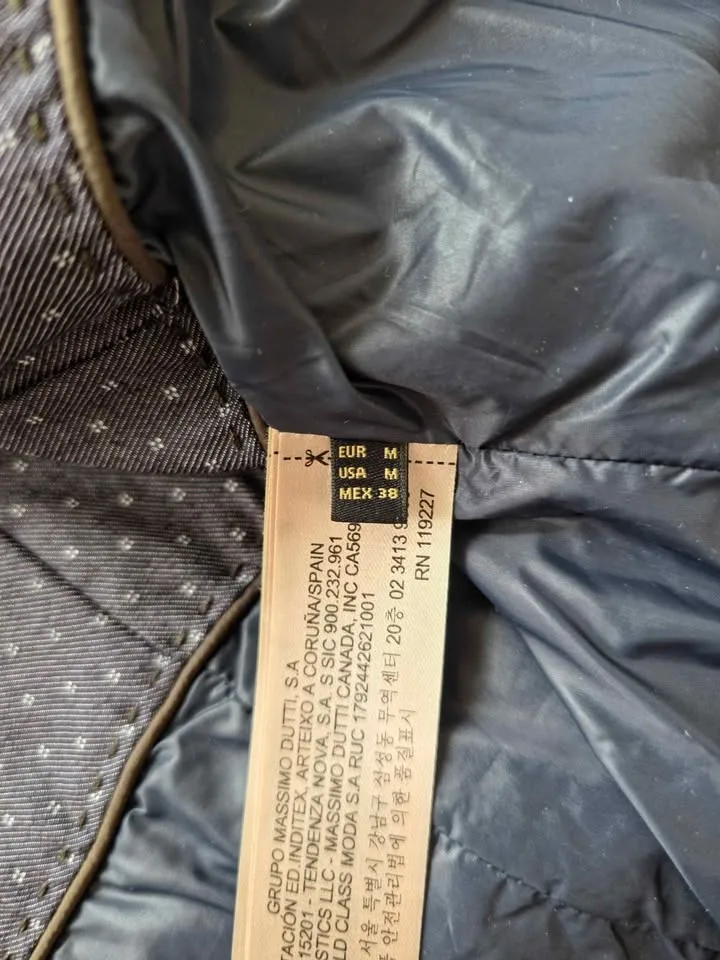 EUR M
USA M
MEX 38
GRUPO MASSIMO DUTTI, S.A
TACIÓN ED.INDITEX, ARTEIXO A CORUÑA/SPAIN
15201 - TENDENZA NOVA, S.A. S SIC 900.232.961
STICS LLC - MASSIMO DUTTI CANADA, INC CA569
LD CLASS MODA S.A RUC 1792442621001
서울 특별시 강남구 삼성동 무역센터 20층 02 3413 9
안전관리법에 의한 품질표시
RN 119227